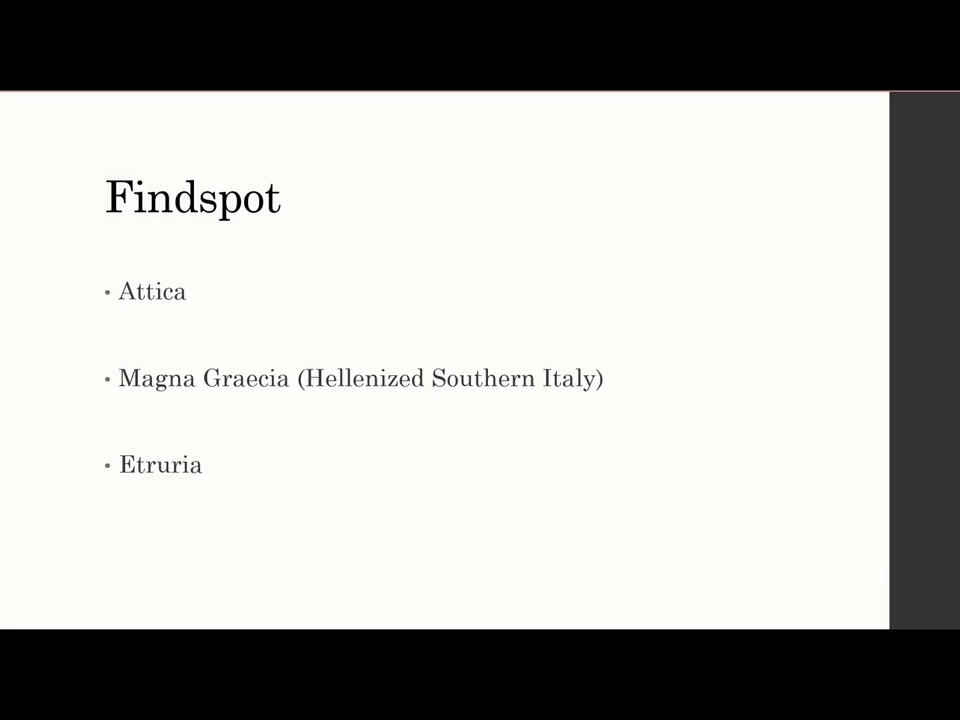 Findspot
• Attica
• Magna Graecia (Hellenized Southern Italy)
• Etruria